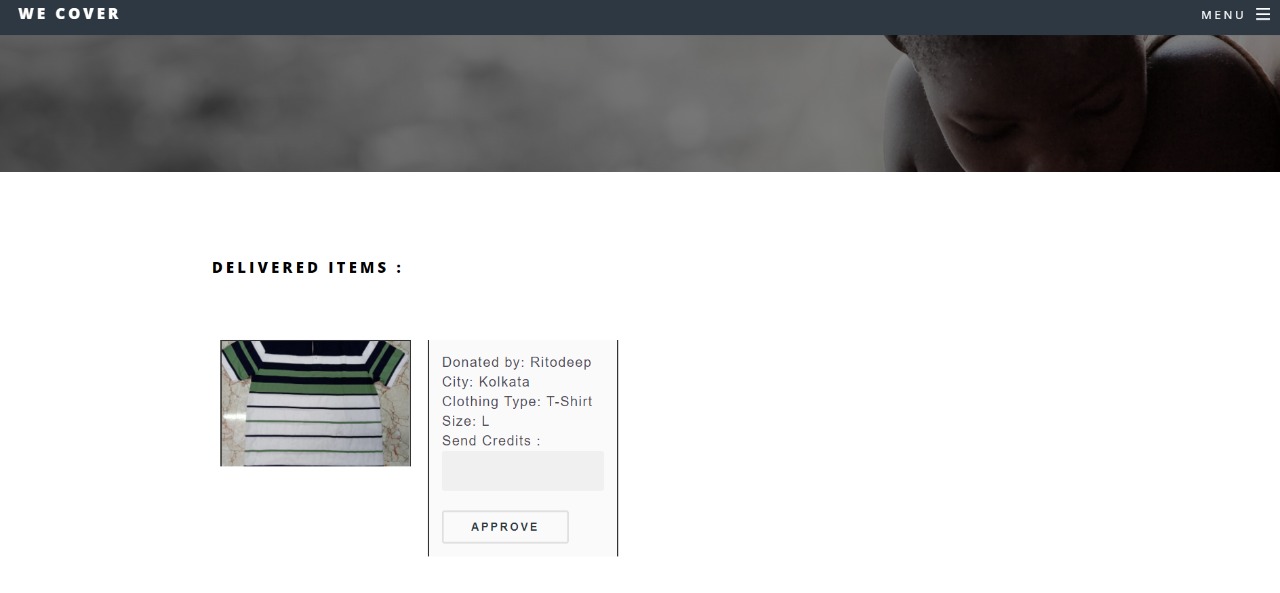 WE COVER
MENU
DELIVERED ITEMS :
Donated by: Ritodeep
City: Kolkata
Clothing Type: T-Shirt
Size: L
Send Credits :
APPROVE